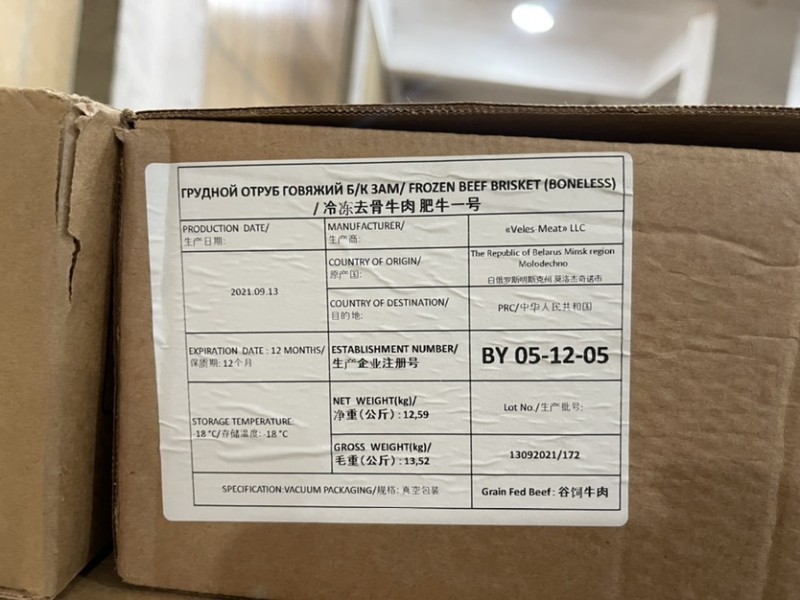 ГРУДНОЙ ОТРУБ ГОВЯЖИЙ Б/К ЗАМ/ FROZEN BEEF BRISKET (BONELESS)
/ 冷冻去骨牛肉 肥牛一号
PRODUCTION DATE/
生产日期:
2021.09.13
MANUFACTURER/
生产商:
«Veles-Meat» LLC
COUNTRY OF ORIGIN/
原产国:
The Republic of Belarus Minsk region
Molodechno
白俄罗斯明斯克州 莫洛杰奇诺市
COUNTRY OF DESTINATION/
目的地:
PRC/中华人民共和国
EXPIRATION DATE : 12 MONTHS/
保质期: 12个月
ESTABLISHMENT NUMBER/
生产企业注册号
BY 05-12-05
STORAGE TEMPERATURE:
-18 °C/存储温度: -18 °C
NET WEIGHT(kg)/
净重(公斤) : 12,59
Lot No./生产批号:
GROSS WEIGHT(kg)/
毛重(公斤) : 13,52
13092021/172
SPECIFICATION:VACUUM PACKAGING/规格: 真空包装
Grain Fed Beef : 谷饲牛肉